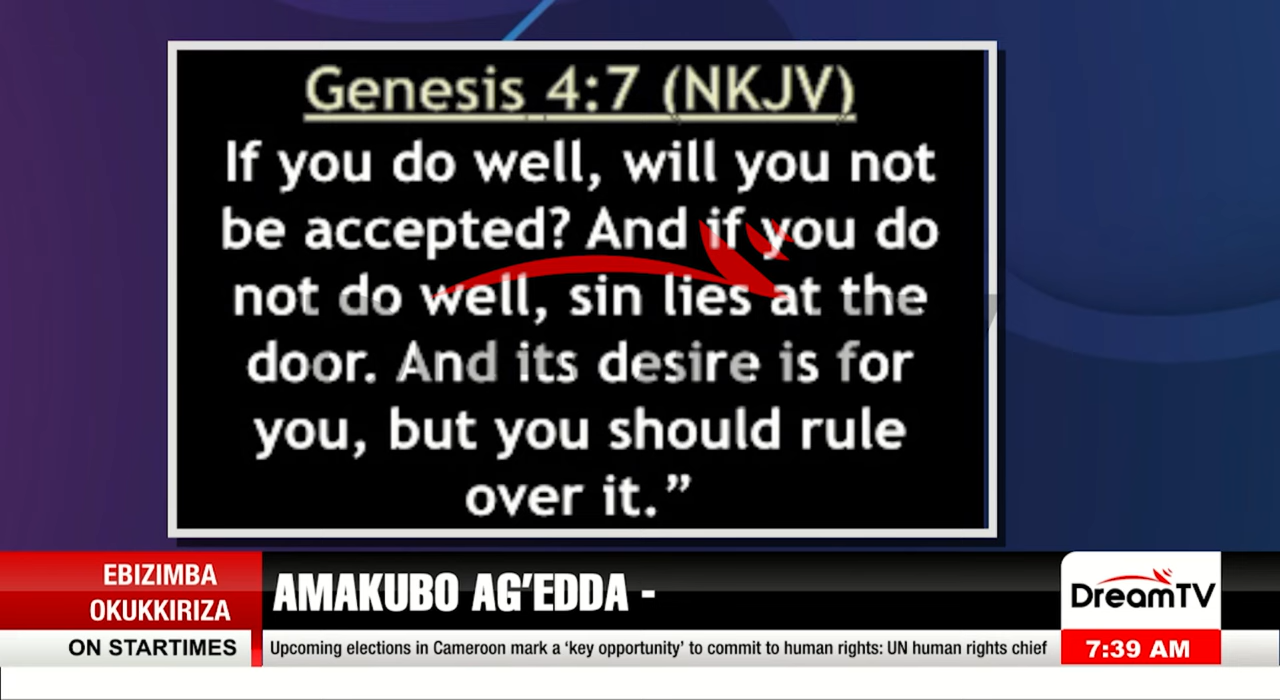 Genesis 4:7 (NKJV)
If you do well, will you not
be accepted? And if you do
not do well, sin lies at the
door. And its desire is for
you, but you should rule
over it.”
EBIZIMBA
OKUKKIRIZA
AMAKUBO AG’EDDA -
DreamTV
ON STARTIMES
Upcoming elections in Cameroon mark a ‘key opportunity’ to commit to human rights: UN human rights chief
7:39 AM